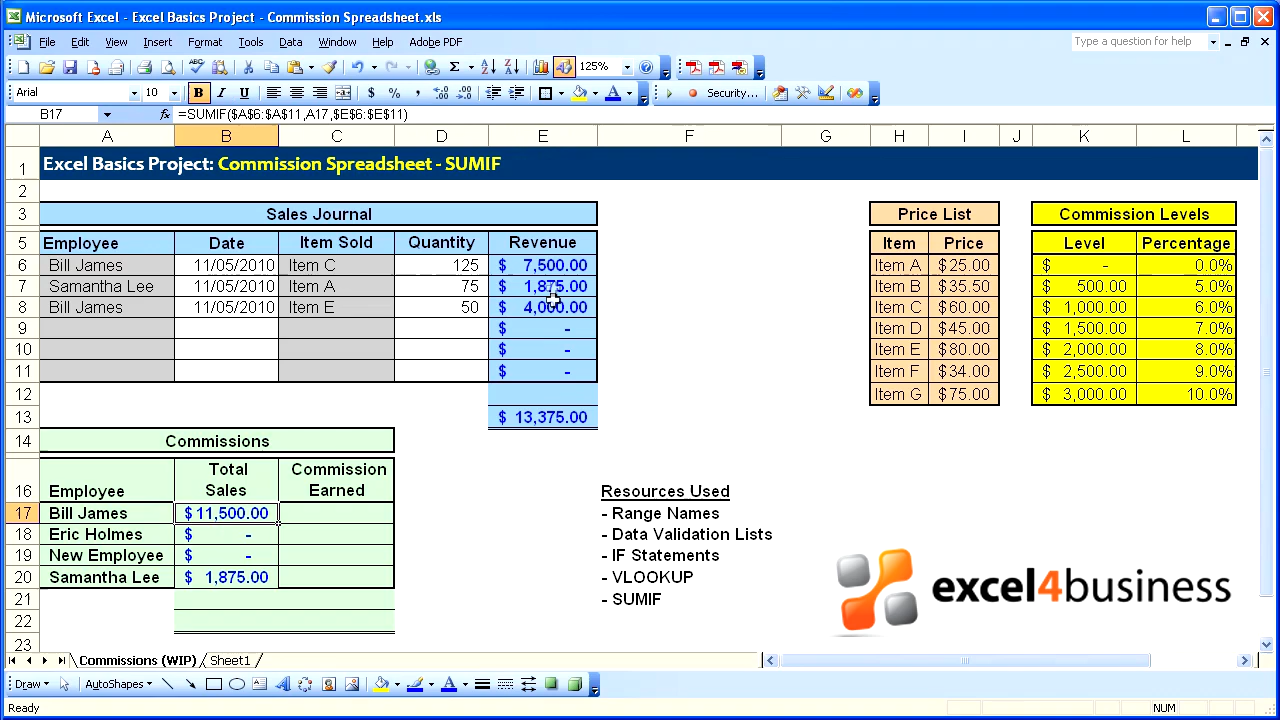 Microsoft Excel - Excel Basics Project - Commission Spreadsheet.xls
File Edit View Insert Format Tools Data Window Help Adobe PDF Type a question for help
125%
Arial 10 B I U $ % , Security...
B17 fx =SUMIF($A$6:$A$11,A17,$E$6:$E$11)
A B C D E F G H I J K L
1 Excel Basics Project: Commission Spreadsheet - SUMIF
2
3 Sales Journal Price List Commission Levels
5 Employee Date Item Sold Quantity Revenue Item Price Level Percentage
6 Bill James 11/05/2010 Item C 125 $ 7,500.00 Item A $25.00 $ - 0.0%
7 Samantha Lee 11/05/2010 Item A 75 $ 1,875.00 Item B $35.50 $ 500.00 5.0%
8 Bill James 11/05/2010 Item E 50 $ 4,000.00 Item C $60.00 $ 1,000.00 6.0%
9 $ - Item D $45.00 $ 1,500.00 7.0%
10 $ - Item E $80.00 $ 2,000.00 8.0%
11 $ - Item F $34.00 $ 2,500.00 9.0%
12 Item G $75.00 $ 3,000.00 10.0%
13 $ 13,375.00
14 Commissions
Total Commission
16 Employee Sales Earned Resources Used
17 Bill James $11,500.00 - Range Names
18 Eric Holmes $ - - Data Validation Lists
19 New Employee $ - - IF Statements
20 Samantha Lee $ 1,875.00 - VLOOKUP
21 - SUMIF
excel4business
22
23
Commissions (WIP) Sheet1
Draw AutoShapes
Ready NUM